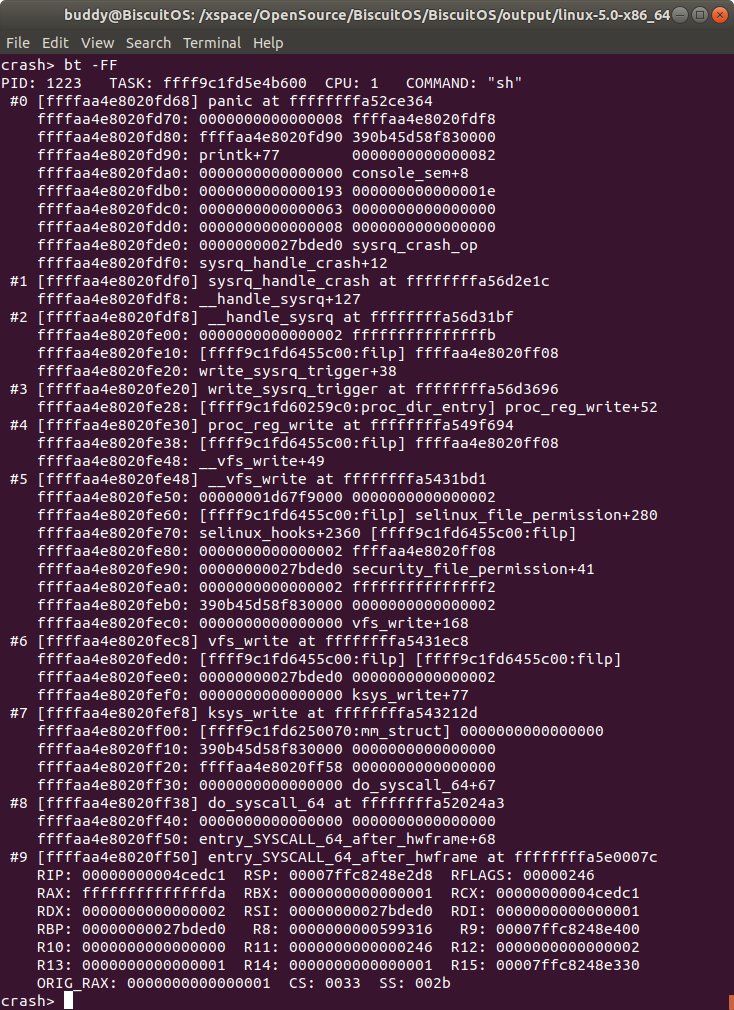 buddy@BiscuitOS: /xspace/OpenSource/BiscuitOS/BiscuitOS/output/linux-5.0-x86_64
File Edit View Search Terminal Help
crash> bt -FF
PID: 1223   TASK: ffff9c1fd5e4b600  CPU: 1   COMMAND: "sh"
 #0 [ffffaa4e8020fd68] panic at ffffffffa52ce364
    ffffaa4e8020fd70: 0000000000000008 ffffaa4e8020fdf8
    ffffaa4e8020fd80: ffffaa4e8020fd90 390b45d58f830000
    ffffaa4e8020fd90: printk+77        0000000000000082
    ffffaa4e8020fda0: 0000000000000000 console_sem+8
    ffffaa4e8020fdb0: 0000000000000193 000000000000001e
    ffffaa4e8020fdc0: 0000000000000063 0000000000000000
    ffffaa4e8020fdd0: 0000000000000008 0000000000000000
    ffffaa4e8020fde0: 00000000027bded0 sysrq_crash_op
    ffffaa4e8020fdf0: sysrq_handle_crash+12
 #1 [ffffaa4e8020fdf0] sysrq_handle_crash at ffffffffa56d2e1c
    ffffaa4e8020fdf8: __handle_sysrq+127
 #2 [ffffaa4e8020fdf8] __handle_sysrq at ffffffffa56d31bf
    ffffaa4e8020fe00: 0000000000000002 fffffffffffffffb
    ffffaa4e8020fe10: [ffff9c1fd6455c00:filp] ffffaa4e8020ff08
    ffffaa4e8020fe20: write_sysrq_trigger+38
 #3 [ffffaa4e8020fe20] write_sysrq_trigger at ffffffffa56d3696
    ffffaa4e8020fe28: [ffff9c1fd60259c0:proc_dir_entry] proc_reg_write+52
 #4 [ffffaa4e8020fe30] proc_reg_write at ffffffffa549f694
    ffffaa4e8020fe38: [ffff9c1fd6455c00:filp] ffffaa4e8020ff08
    ffffaa4e8020fe48: __vfs_write+49
 #5 [ffffaa4e8020fe48] __vfs_write at ffffffffa5431bd1
    ffffaa4e8020fe50: 00000001d67f9000 0000000000000002
    ffffaa4e8020fe60: [ffff9c1fd6455c00:filp] selinux_file_permission+280
    ffffaa4e8020fe70: selinux_hooks+2360 [ffff9c1fd6455c00:filp]
    ffffaa4e8020fe80: 0000000000000002 ffffaa4e8020ff08
    ffffaa4e8020fe90: 00000000027bded0 security_file_permission+41
    ffffaa4e8020fea0: 0000000000000002 fffffffffffffff2
    ffffaa4e8020feb0: 390b45d58f830000 0000000000000002
    ffffaa4e8020fec0: 0000000000000000 vfs_write+168
 #6 [ffffaa4e8020fec8] vfs_write at ffffffffa5431ec8
    ffffaa4e8020fed0: [ffff9c1fd6455c00:filp] [ffff9c1fd6455c00:filp]
    ffffaa4e8020fee0: 00000000027bded0 0000000000000002
    ffffaa4e8020fef0: 0000000000000000 ksys_write+77
 #7 [ffffaa4e8020fef8] ksys_write at ffffffffa543212d
    ffffaa4e8020ff00: [ffff9c1fd6250070:mm_struct] 0000000000000000
    ffffaa4e8020ff10: 390b45d58f830000 0000000000000000
    ffffaa4e8020ff20: ffffaa4e8020ff58 0000000000000000
    ffffaa4e8020ff30: 0000000000000000 do_syscall_64+67
 #8 [ffffaa4e8020ff38] do_syscall_64 at ffffffffa52024a3
    ffffaa4e8020ff40: 0000000000000000 0000000000000000
    ffffaa4e8020ff50: entry_SYSCALL_64_after_hwframe+68
 #9 [ffffaa4e8020ff50] entry_SYSCALL_64_after_hwframe at ffffffffa5e0007c
    RIP: 00000000004cedc1  RSP: 00007ffc8248e2d8  RFLAGS: 00000246
    RAX: ffffffffffffffda  RBX: 0000000000000001  RCX: 00000000004cedc1
    RDX: 0000000000000002  RSI: 00000000027bded0  RDI: 0000000000000001
    RBP: 00000000027bded0   R8: 0000000000599316   R9: 00007ffc8248e400
    R10: 0000000000000000  R11: 0000000000000246  R12: 0000000000000002
    R13: 0000000000000001  R14: 0000000000000001  R15: 00007ffc8248e330
    ORIG_RAX: 0000000000000001  CS: 0033  SS: 002b
crash>